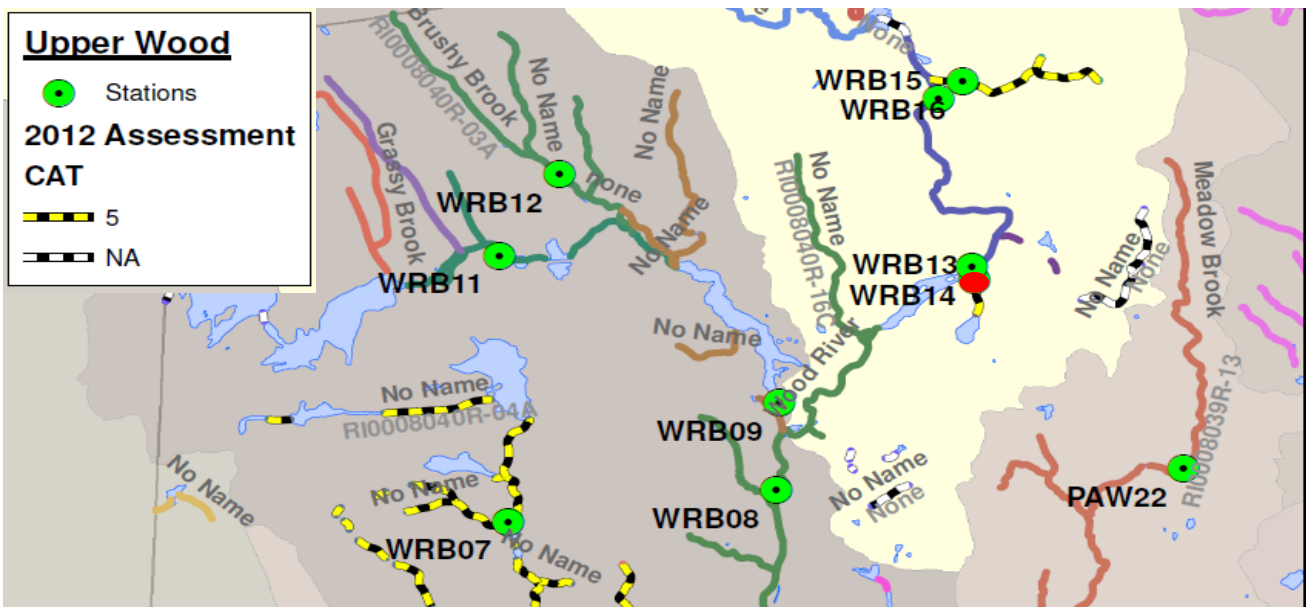 Upper Wood
Stations
2012 Assessment
CAT
5
NA
Brushy Brook
RI0008040R-03A
No Name
No Name
none
Grassy Brook
No Name
WRB12
WRB11
None
WRB15
WRB16
No Name
RI0008040R-16C
WRB13
WRB14
No Name
None
Meadow Brook
RI0008039R-13
No Name
Wood River
No Name
RI0008040R-04A
WRB09
No Name
No Name
WRB08
WRB07
No Name
No Name
None
PAW22